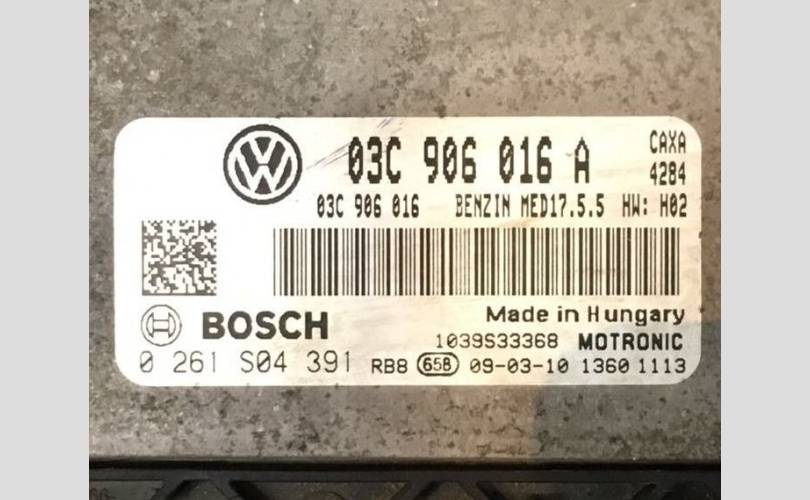 03C 906 016 A
CAXA
4284
03C 906 016 BENZIN MED17.5.5 HW: H02
Made in Hungary
BOSCH
1039S33368 MOTRONIC
0 261 S04 391 RB8 658 09-03-10 1360 1113